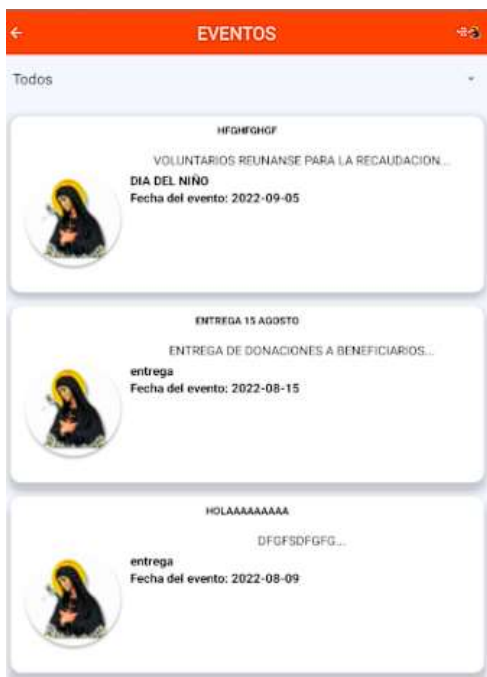 EVENTOS
Todos
HFGHFGHGF
VOLUNTARIOS REUNANSE PARA LA RECAUDACION...
DIA DEL NIÑO
Fecha del evento: 2022-09-05
ENTREGA 15 AGOSTO
ENTREGA DE DONACIONES A BENEFICIARIOS...
entrega
Fecha del evento: 2022-08-15
HOLAAAAAAAAA
DFGFSDFGFG...
entrega
Fecha del evento: 2022-08-09